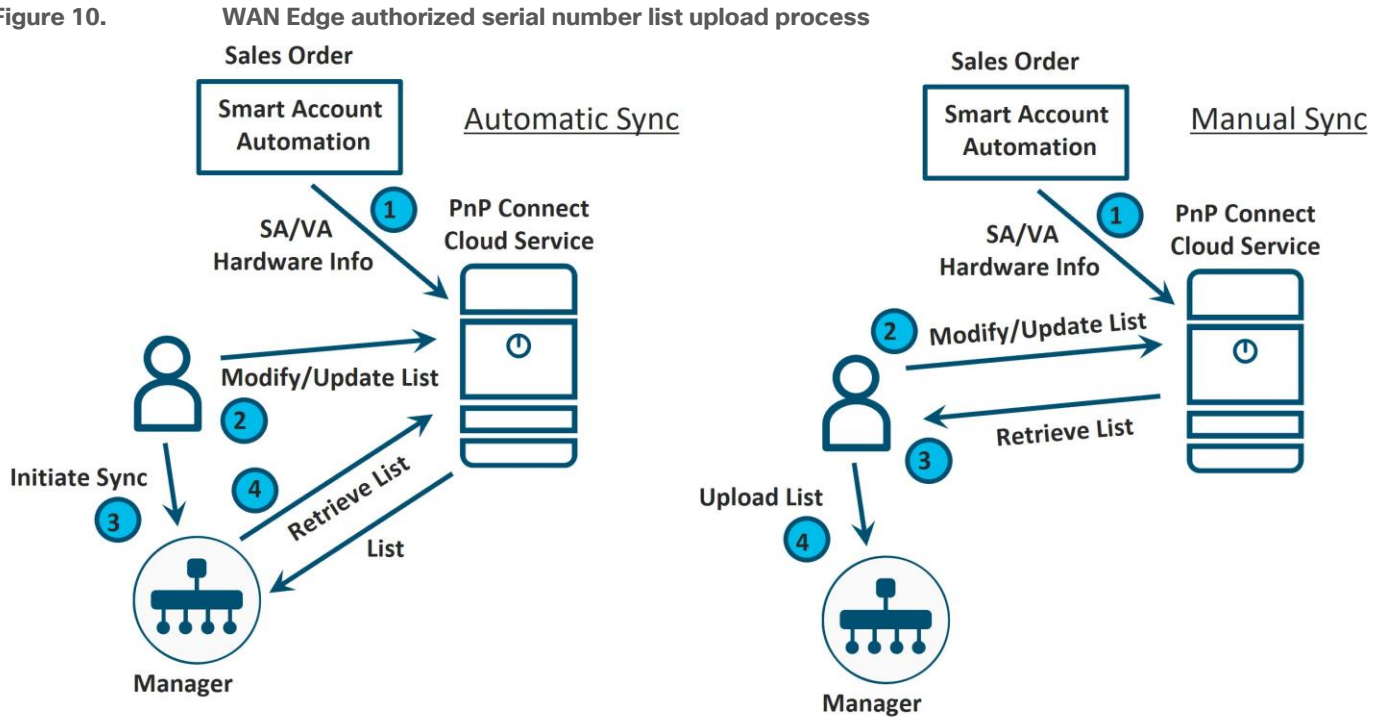 Figure 10. WAN Edge authorized serial number list upload process
Sales Order
Smart Account
Automation
Automatic Sync
1
PnP Connect
Cloud Service
SA/VA
Hardware Info
Modify/Update List
2
Initiate Sync
3
4
Retrieve List
List
Manager
Sales Order
Smart Account
Automation
Manual Sync
1
PnP Connect
Cloud Service
SA/VA
Hardware Info
2
Modify/Update List
Retrieve List
3
Upload List
4
Manager